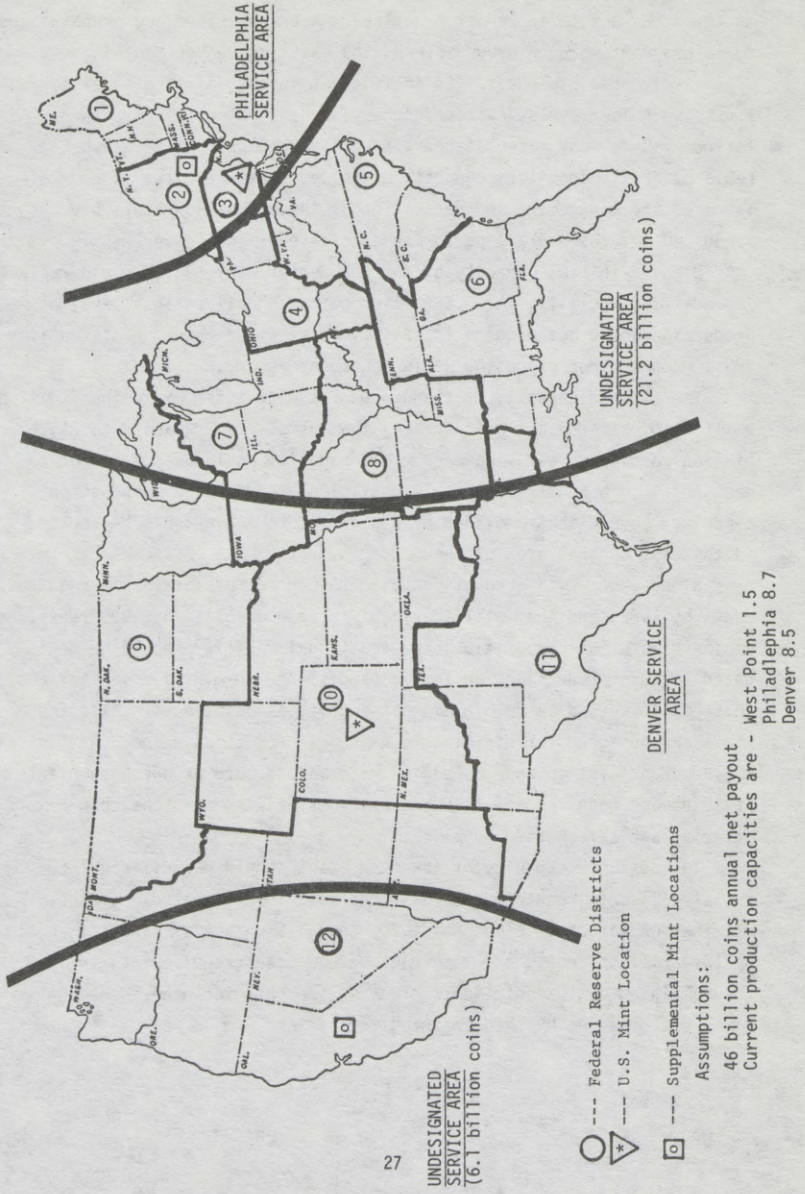 PHILADELPHIA
SERVICE AREA
ME.
1
N.H.
VT.
N. Y.
MASS.
CONN.
R.I.
2
3
*
PA.
DEL.
VA.
W. VA.
5
N. C.
S. C.
OHIO
4
KY.
TENN.
GA.
ALA.
6
FLA.
MISS.
MICH.
IND.
ILL.
7
WIS.
8
UNDESIGNATED
SERVICE AREA
(21.2 billion coins)
MINN.
IOWA
MO.
N. DAK.
9
S. DAK.
NEBR.
KANS.
OKLA.
10
*
COLO.
WYO.
N. MEX.
TEX.
11
DENVER SERVICE
AREA
MONT.
IDA.
UTAH
WASH.
ORE.
NEV.
CAL.
12
UNDESIGNATED
SERVICE AREA
(6.1 billion coins)
--- Federal Reserve Districts
* --- U.S. Mint Location
--- Supplemental Mint Locations
Assumptions:
46 billion coins annual net payout
Current production capacities are - West Point 1.5
Philadlephia 8.7
Denver 8.5
27